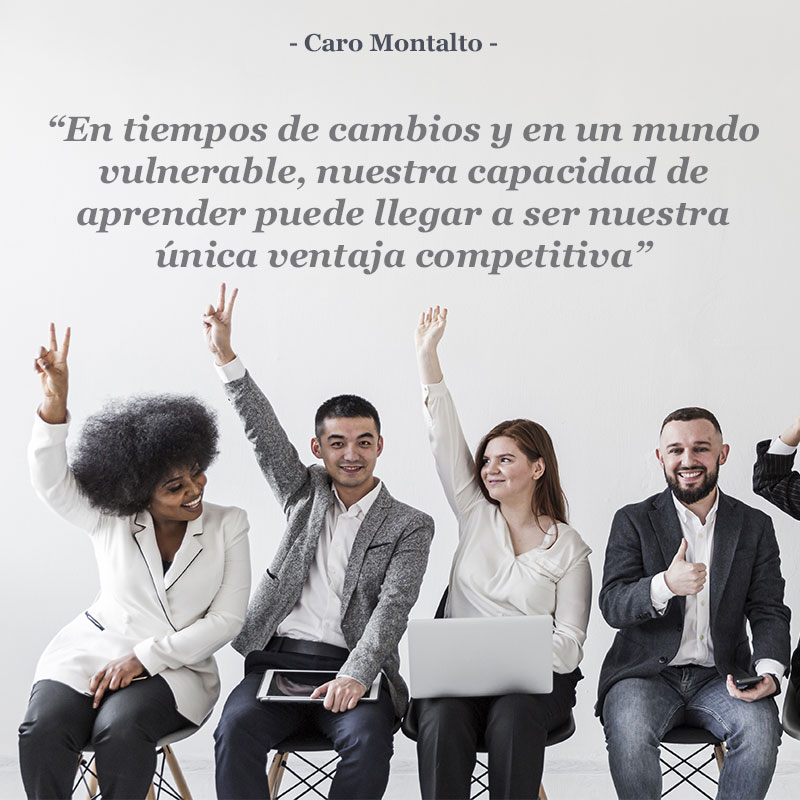 - Caro Montalto -
“En tiempos de cambios y en un mundo
vulnerable, nuestra capacidad de
aprender puede llegar a ser nuestra
única ventaja competitiva”